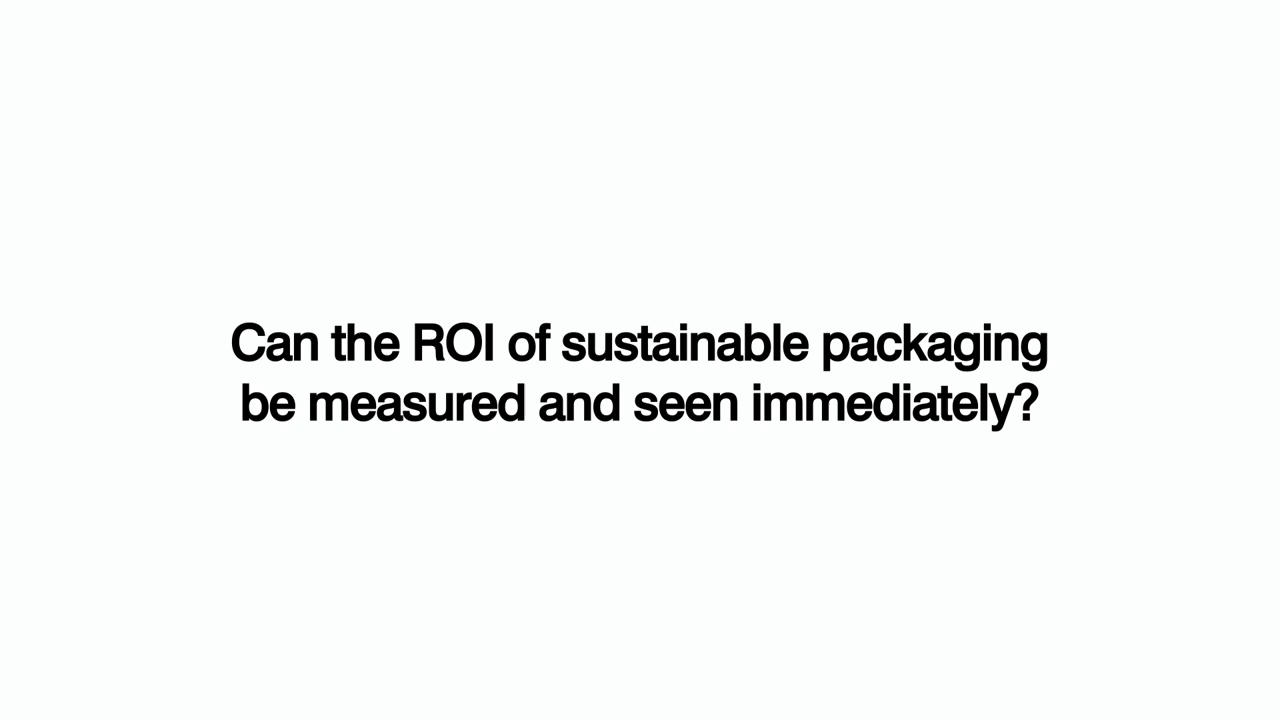 Can the ROI of sustainable packaging
be measured and seen immediately?